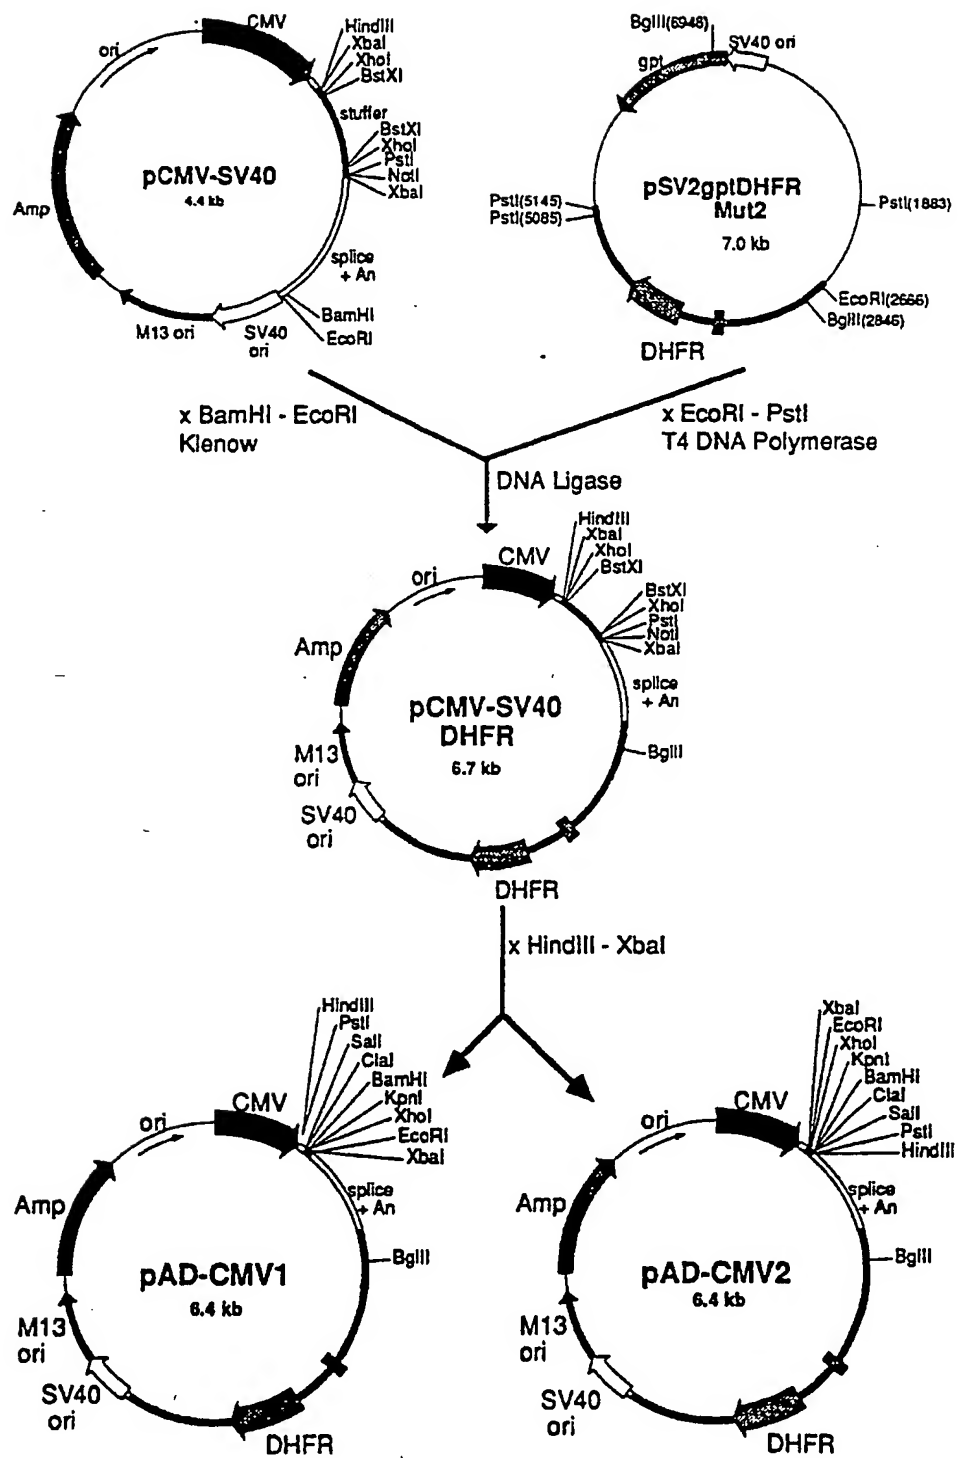 CMV
HindIII
XbaI
XhoI
BstXI
ori
stuffer
BstXI
XhoI
PstI
NotI
XbaI
pCMV-SV40
4.4 kb
Amp
splice
+ An
BamHI
EcoRI
M13 ori
SV40
ori
BglII(6948)
SV40 ori
gpt
pSV2gptDHFR
Mut2
7.0 kb
PstI(5145)
PstI(5085)
PstI(1883)
EcoRI(2666)
BglII(2846)
DHFR
x BamHI - EcoRI
Klenow
x EcoRI - PstI
T4 DNA Polymerase
DNA Ligase
HindIII
XbaI
XhoI
BstXI
CMV
ori
BstXI
XhoI
PstI
NotI
XbaI
Amp
splice
+ An
pCMV-SV40
DHFR
6.7 kb
BglII
M13
ori
SV40
ori
DHFR
x HindIII - XbaI
HindIII
PstI
SalI
ClaI
BamHI
KpnI
XhoI
EcoRI
XbaI
CMV
ori
Amp
splice
+ An
BglII
pAD-CMV1
6.4 kb
M13
ori
SV40
ori
DHFR
XbaI
EcoRI
XhoI
KpnI
BamHI
ClaI
SalI
PstI
HindIII
CMV
ori
Amp
splice
+ An
BglII
pAD-CMV2
6.4 kb
M13
ori
SV40
ori
DHFR